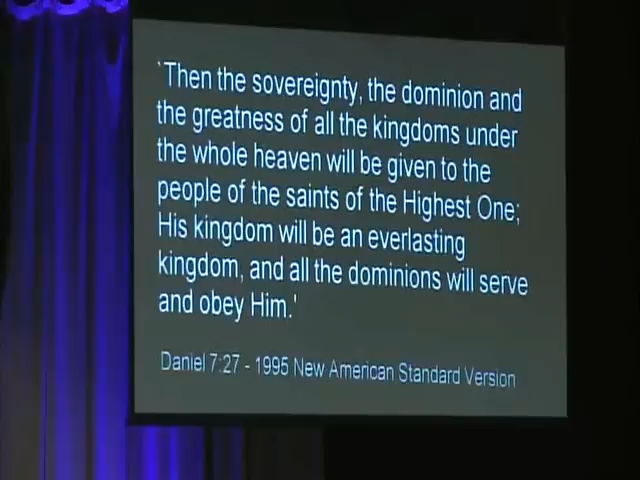 `Then the sovereignty, the dominion and
the greatness of all the kingdoms under
the whole heaven will be given to the
people of the saints of the Highest One;
His kingdom will be an everlasting
kingdom, and all the dominions will serve
and obey Him.'
Daniel 7:27 - 1995 New American Standard Version